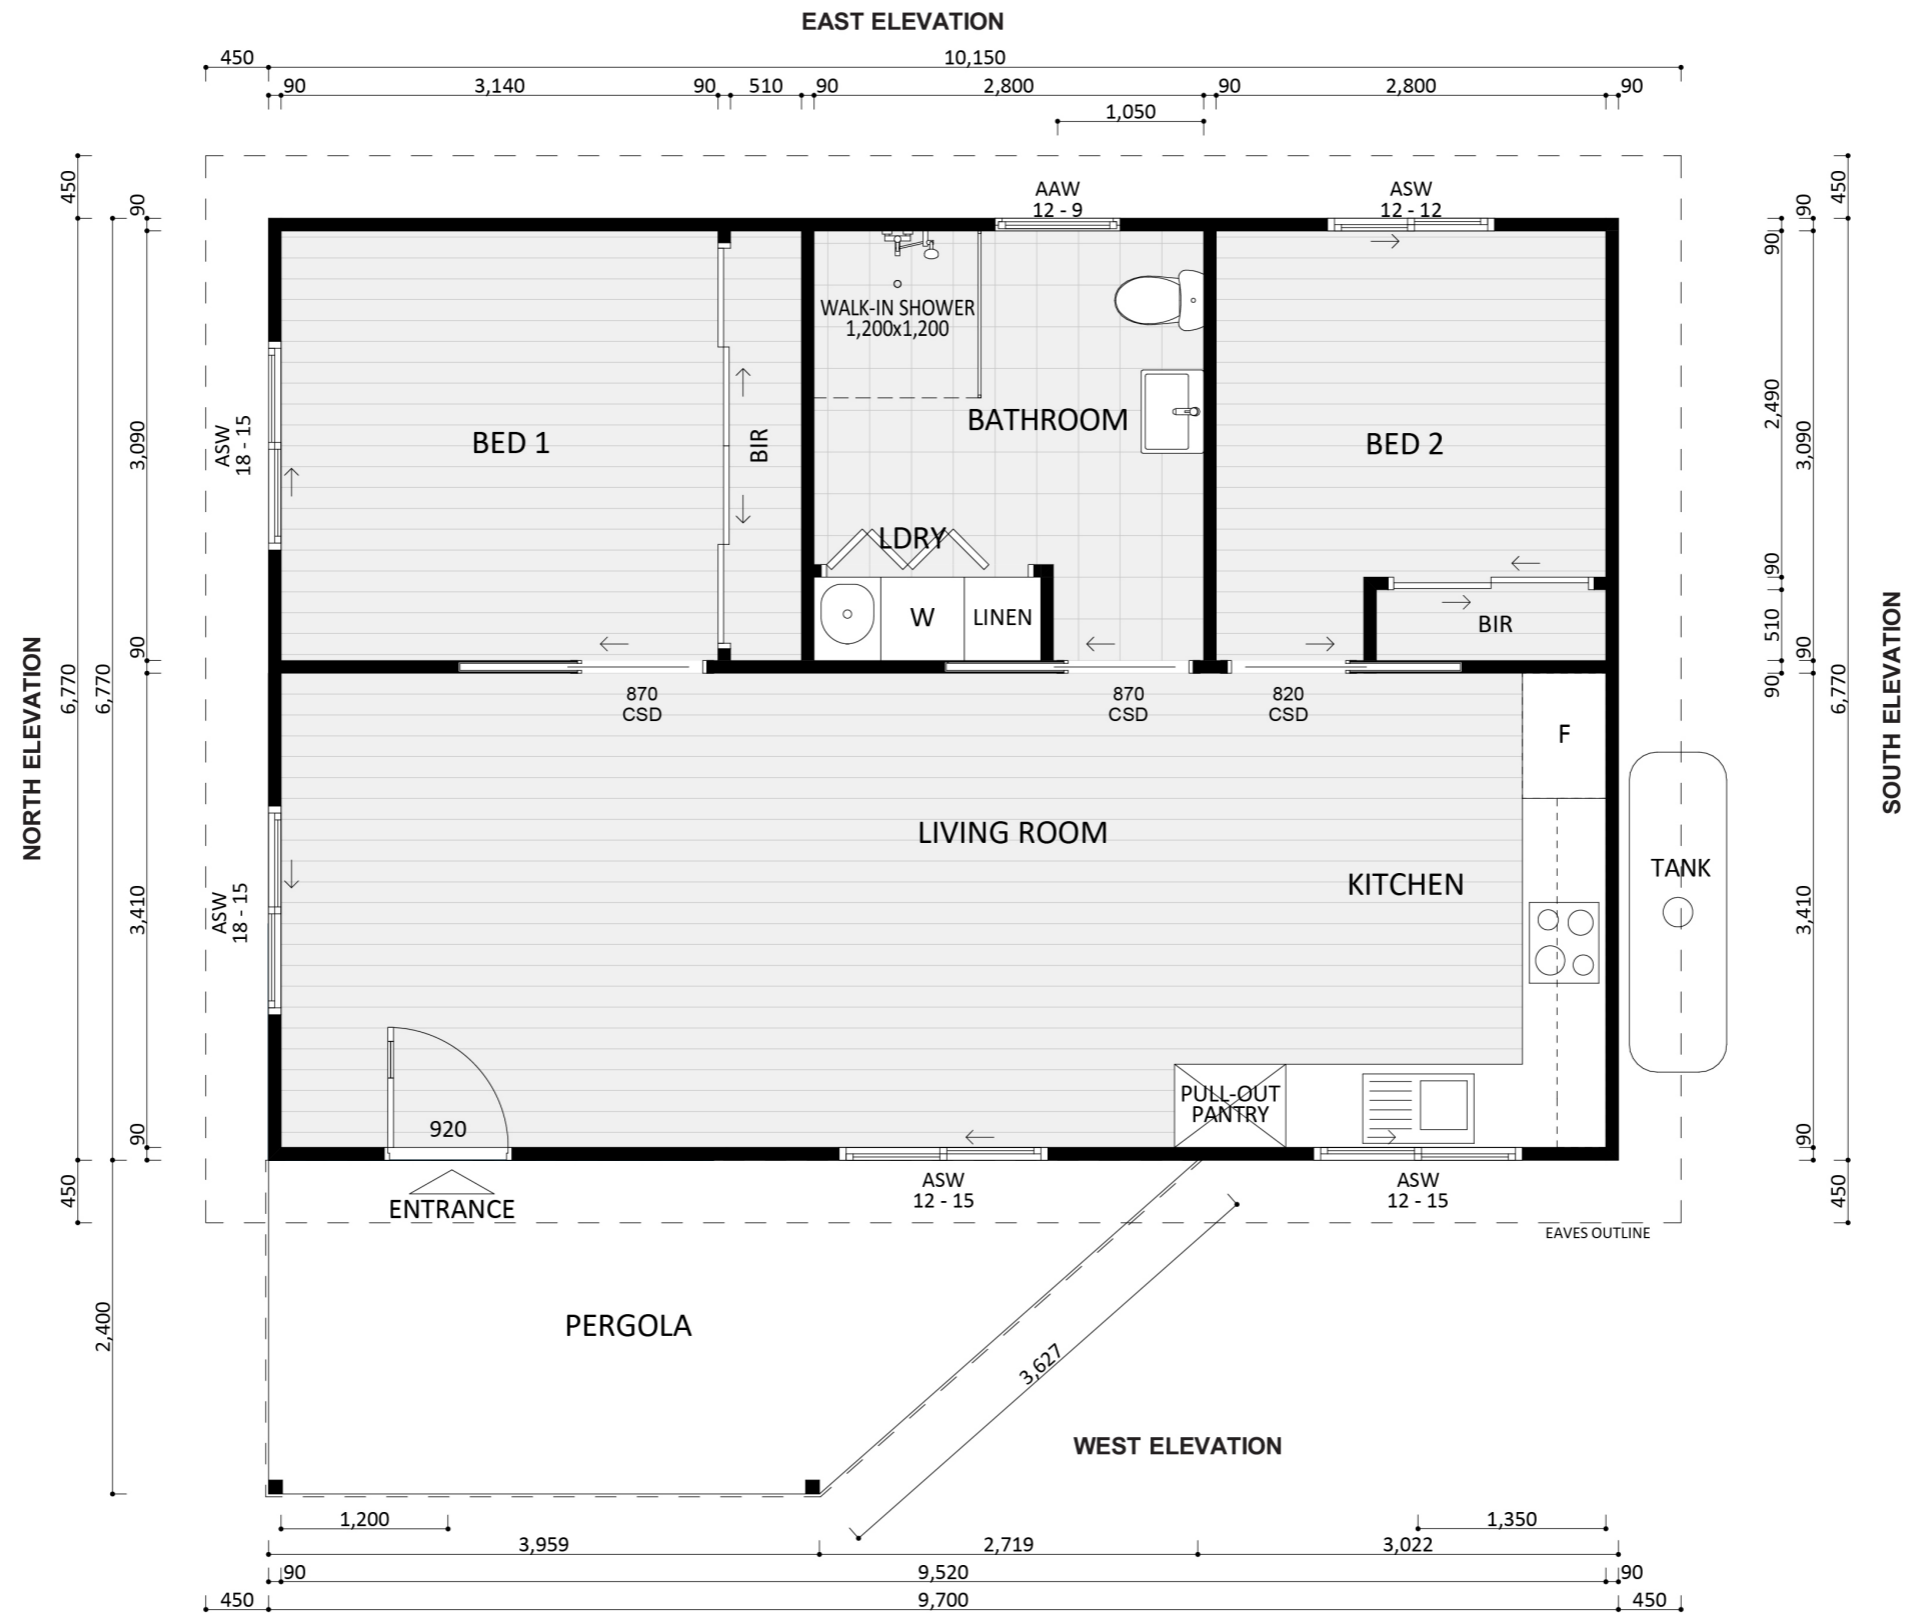 EAST ELEVATION
450
10,150
90
3,140
90
510
90
2,800
90
2,800
90
1,050
450
90
AAW
12 - 9
ASW
12 - 12
450
90
90
WALK-IN SHOWER
1,200x1,200
BATHROOM
BED 1
BIR
BED 2
ASW
18 - 15
3,090
2,490
3,090
LDRY
W
LINEN
BIR
90
510
90
90
90
NORTH ELEVATION
6,770
6,770
SOUTH ELEVATION
6,770
870
CSD
870
CSD
820
CSD
F
LIVING ROOM
KITCHEN
TANK
ASW
18 - 15
3,410
3,410
PULL-OUT
PANTRY
920
90
90
450
450
ENTRANCE
ASW
12 - 15
ASW
12 - 15
EAVES OUTLINE
PERGOLA
2,400
3,627
WEST ELEVATION
1,200
1,350
3,959
2,719
3,022
90
9,520
90
450
9,700
450